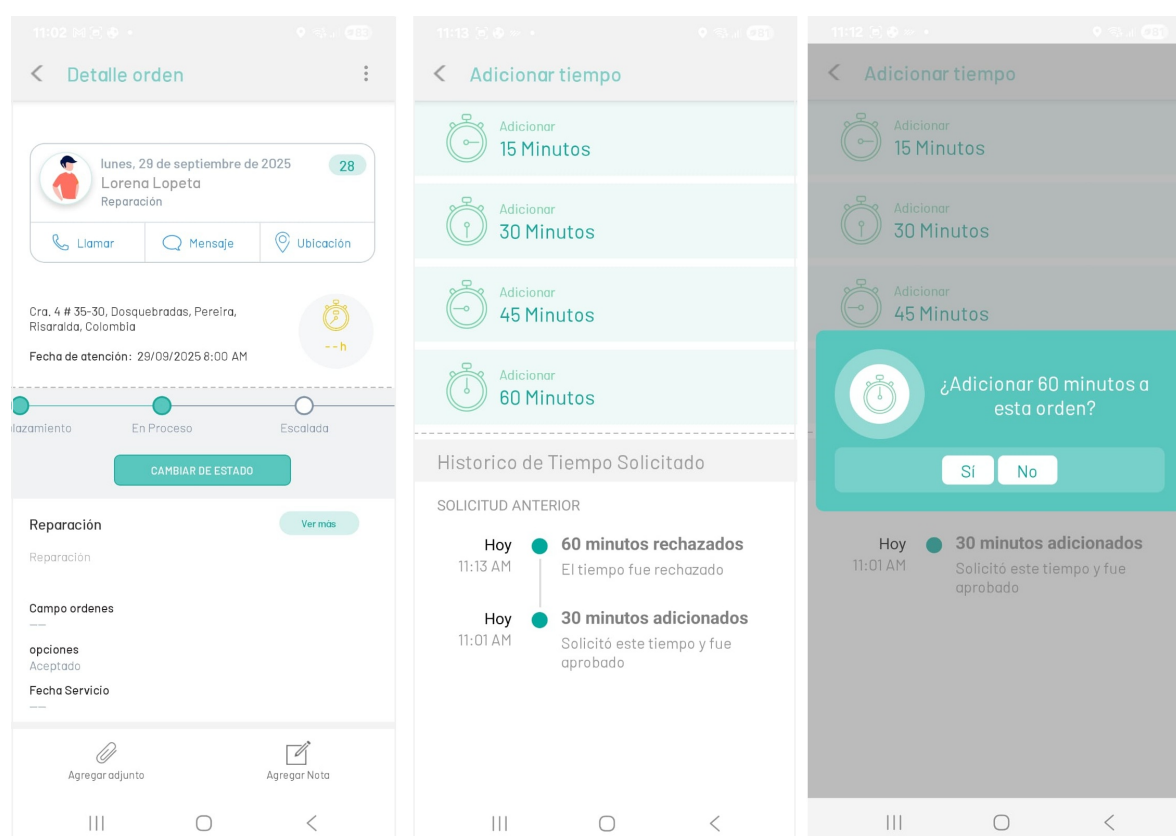 11:02
Detalle orden
lunes, 29 de septiembre de 2025
28
Lorena Lopeta
Reparación
Llamar
Mensaje
Ubicación
Cra. 4 # 35-30, Dosquebradas, Pereira,
Risaralda, Colombia
Fecha de atención: 29/09/2025 8:00 AM
--h
lazamiento
En Proceso
Escalada
CAMBIAR DE ESTADO
Reparación
Ver más
Reparación
Campo ordenes
----
opciones
Aceptado
Fecha Servicio
----
Agregar adjunto
Agregar Nota
11:13
Adicionar tiempo
Adicionar
15 Minutos
Adicionar
30 Minutos
Adicionar
45 Minutos
Adicionar
60 Minutos
Historico de Tiempo Solicitado
SOLICITUD ANTERIOR
Hoy
60 minutos rechazados
11:13 AM
El tiempo fue rechazado
Hoy
30 minutos adicionados
11:01 AM
Solicitó este tiempo y fue
aprobado
11:12
Adicionar tiempo
Adicionar
15 Minutos
Adicionar
30 Minutos
Adicionar
45 Minutos
¿Adicionar 60 minutos a
esta orden?
Sí
No
Hoy
30 minutos adicionados
11:01 AM
Solicitó este tiempo y fue
aprobado